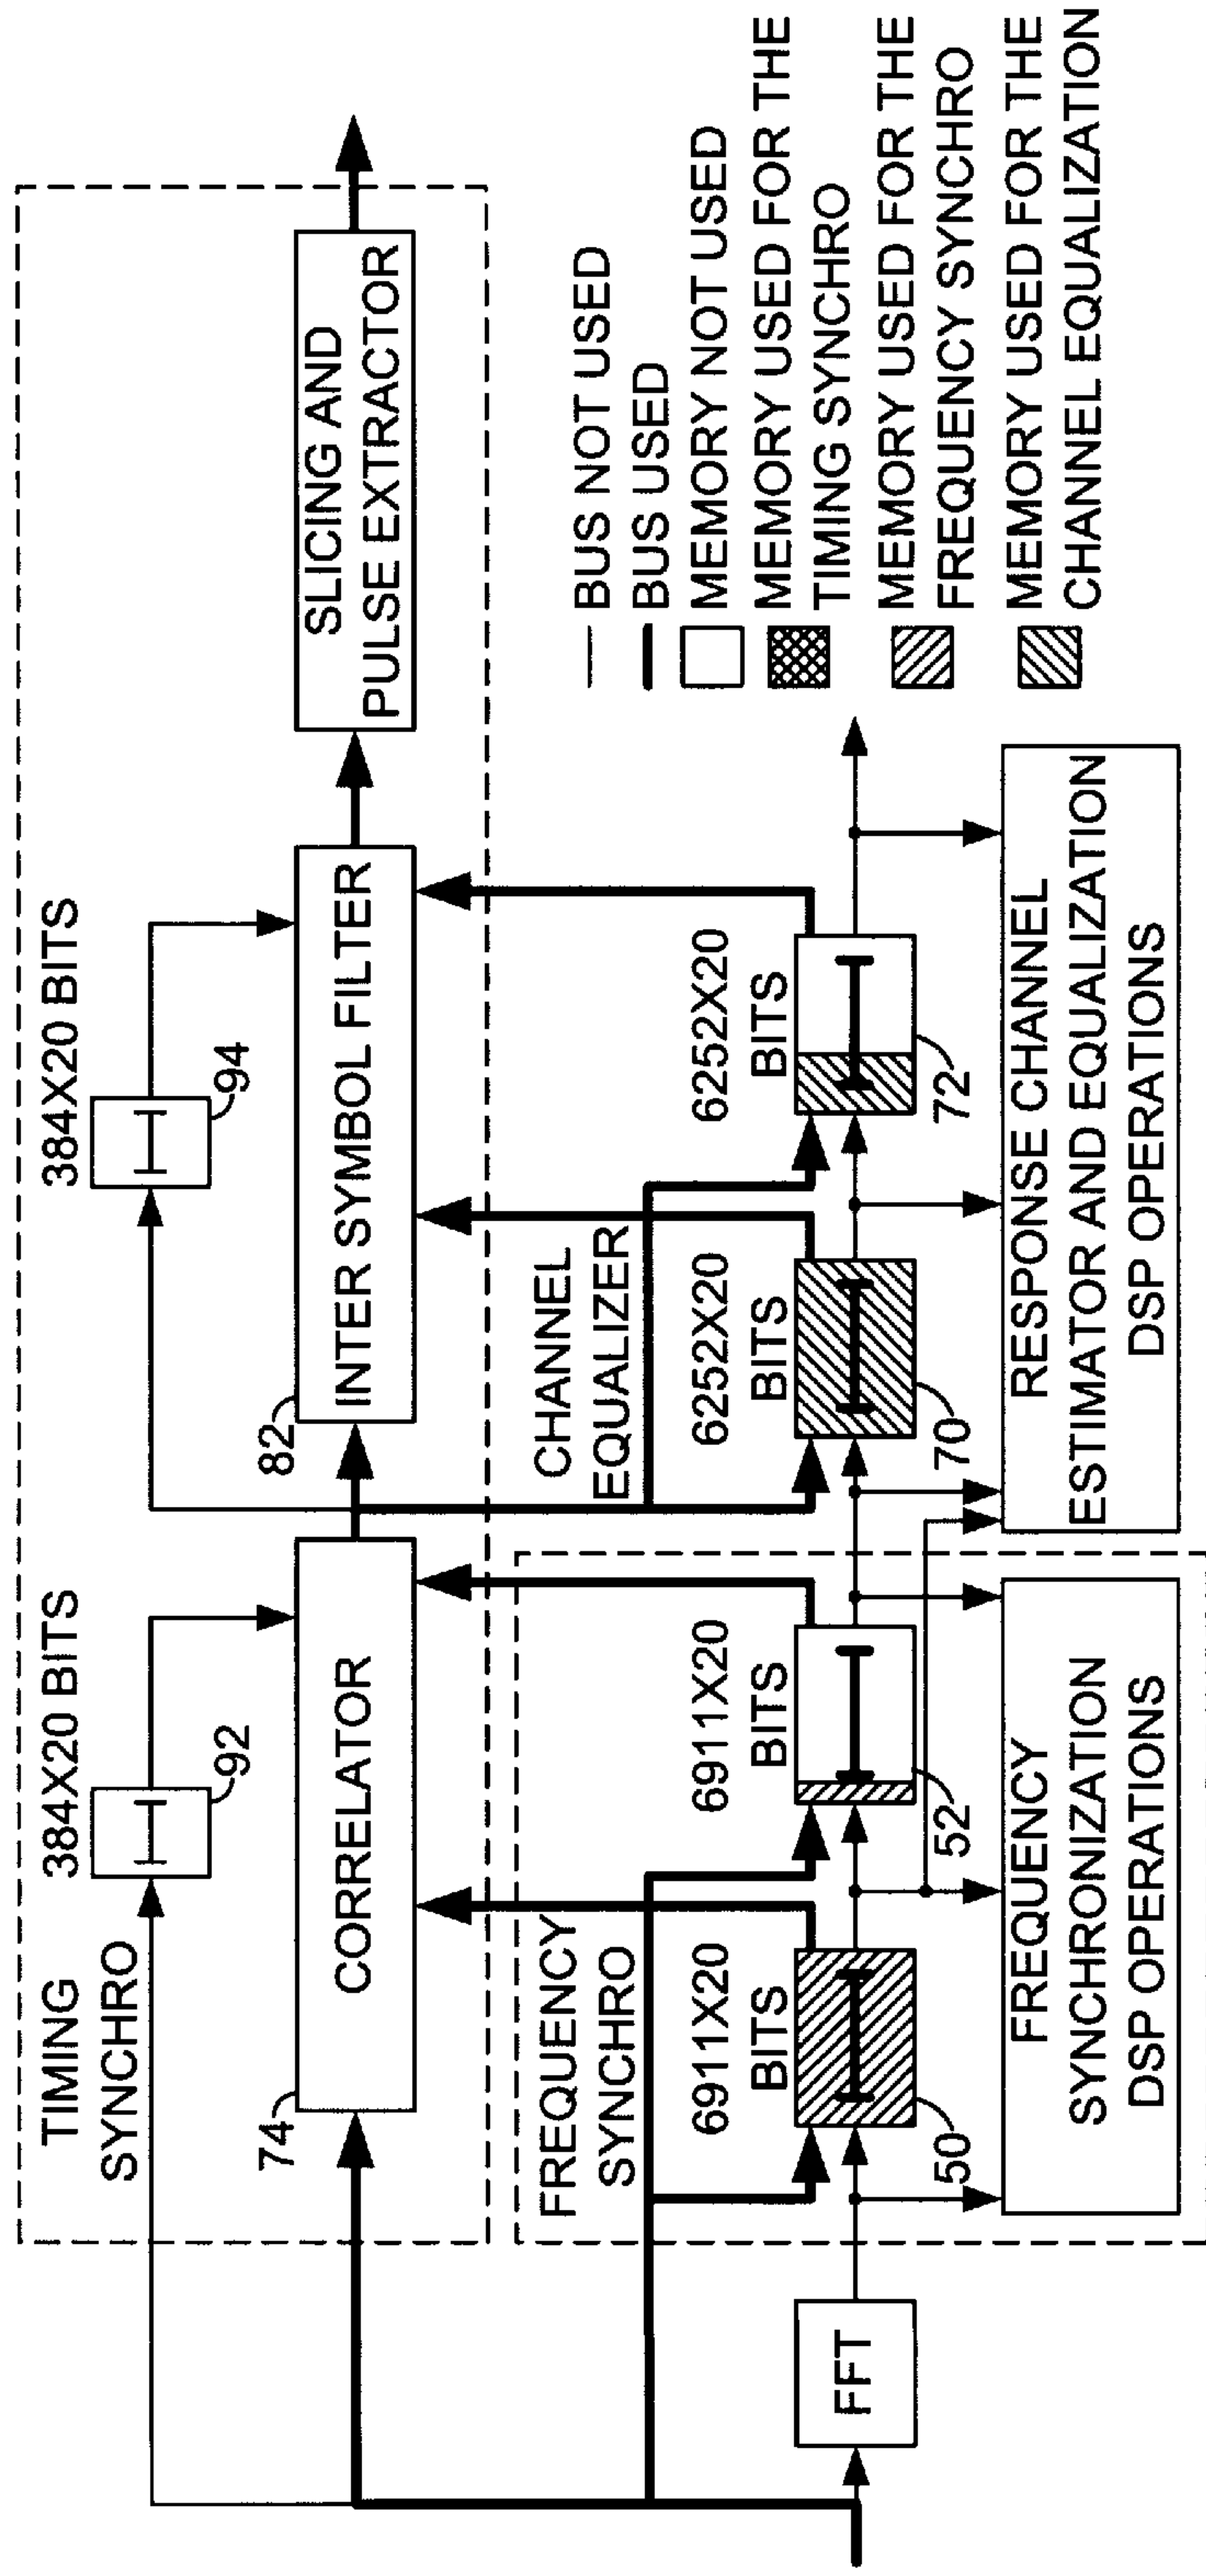 TIMING
SYNCHRO
384X20 BITS
92
384X20 BITS
94
74
CORRELATOR
82
INTER SYMBOL FILTER
SLICING AND
PULSE EXTRACTOR
FREQUENCY
SYNCHRO
CHANNEL
EQUALIZER
6911X20
BITS
50
6911X20
BITS
52
6252X20
BITS
70
6252X20
BITS
72
FFT
FREQUENCY
SYNCHRONIZATION
DSP OPERATIONS
RESPONSE CHANNEL
ESTIMATOR AND EQUALIZATION
DSP OPERATIONS
BUS NOT USED
BUS USED
MEMORY NOT USED
MEMORY USED FOR THE
TIMING SYNCHRO
MEMORY USED FOR THE
FREQUENCY SYNCHRO
MEMORY USED FOR THE
CHANNEL EQUALIZATION